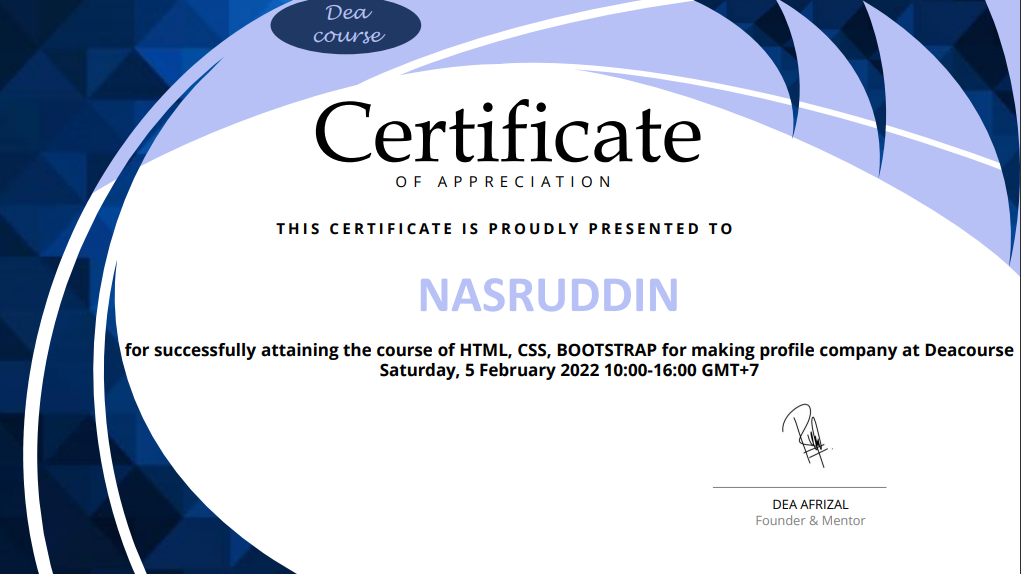 Dea
course
Certificate
OF APPRECIATION
THIS CERTIFICATE IS PROUDLY PRESENTED TO
NASRUDDIN
for successfully attaining the course of HTML, CSS, BOOTSTRAP for making profile company at Deacourse
Saturday, 5 February 2022 10:00-16:00 GMT+7
DEA AFRIZAL
Founder & Mentor